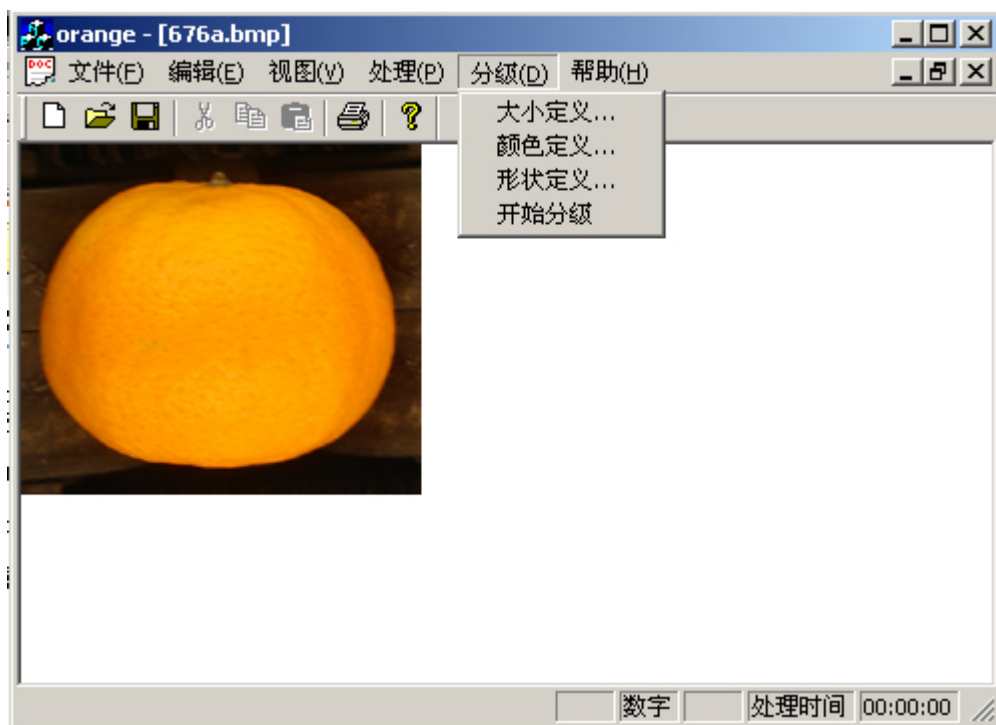 orange - [676a.bmp]
文件(F) 编辑(E) 视图(V) 处理(P) 分级(D) 帮助(H)
大小定义...
颜色定义...
形状定义...
开始分级
数字 处理时间 00:00:00